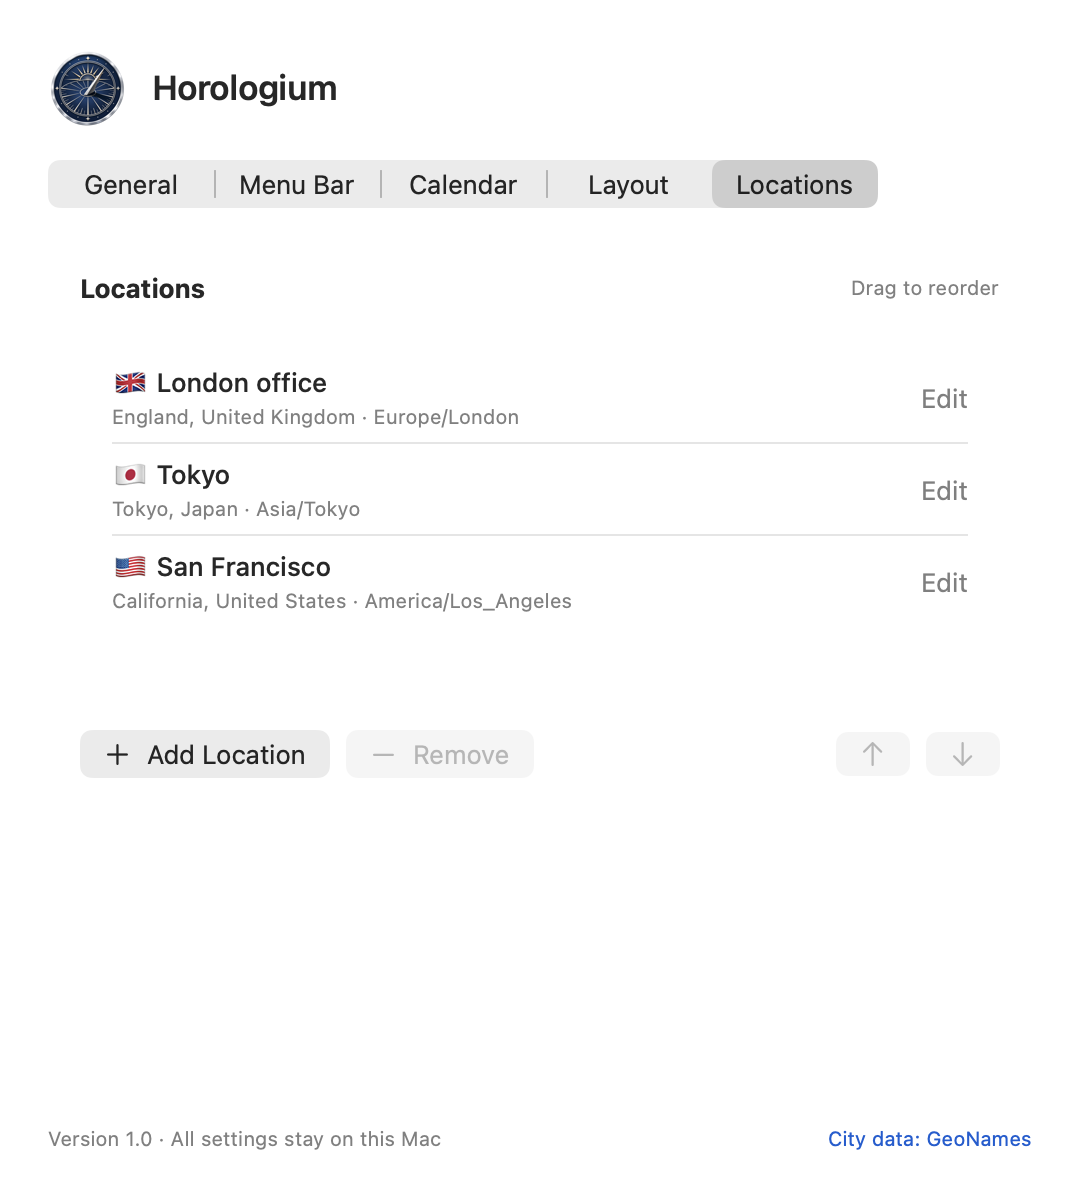 Horologium
General
Menu Bar
Calendar
Layout
Locations
Locations
Drag to reorder
London office
England, United Kingdom · Europe/London
Edit
Tokyo
Tokyo, Japan · Asia/Tokyo
Edit
San Francisco
California, United States · America/Los_Angeles
Edit
Add Location
Remove
Version 1.0 · All settings stay on this Mac
City data: GeoNames